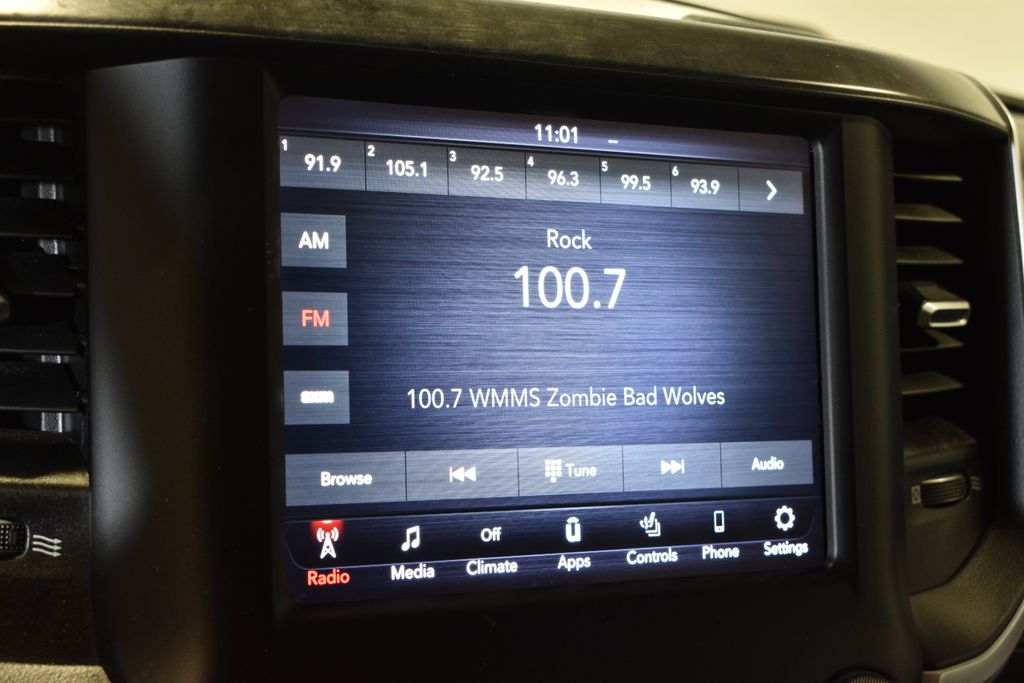 11:01
1 91.9 2 105.1 3 92.5 4 96.3 5 99.5 6 93.9
AM
Rock
100.7
FM
sxm
100.7 WMMS Zombie Bad Wolves
Browse Tune Audio
Off
Radio Media Climate Apps Controls Phone Settings